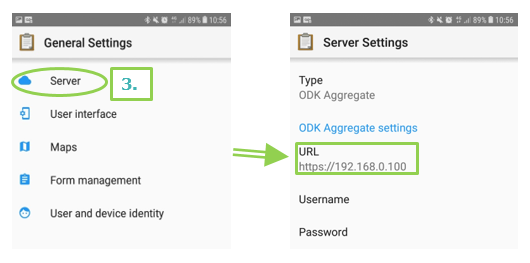 89% 10:56
General Settings
Server
3.
User interface
Maps
Form management
User and device identity
89% 10:56
Server Settings
Type
ODK Aggregate
ODK Aggregate settings
URL
https://192.168.0.100
Username
Password